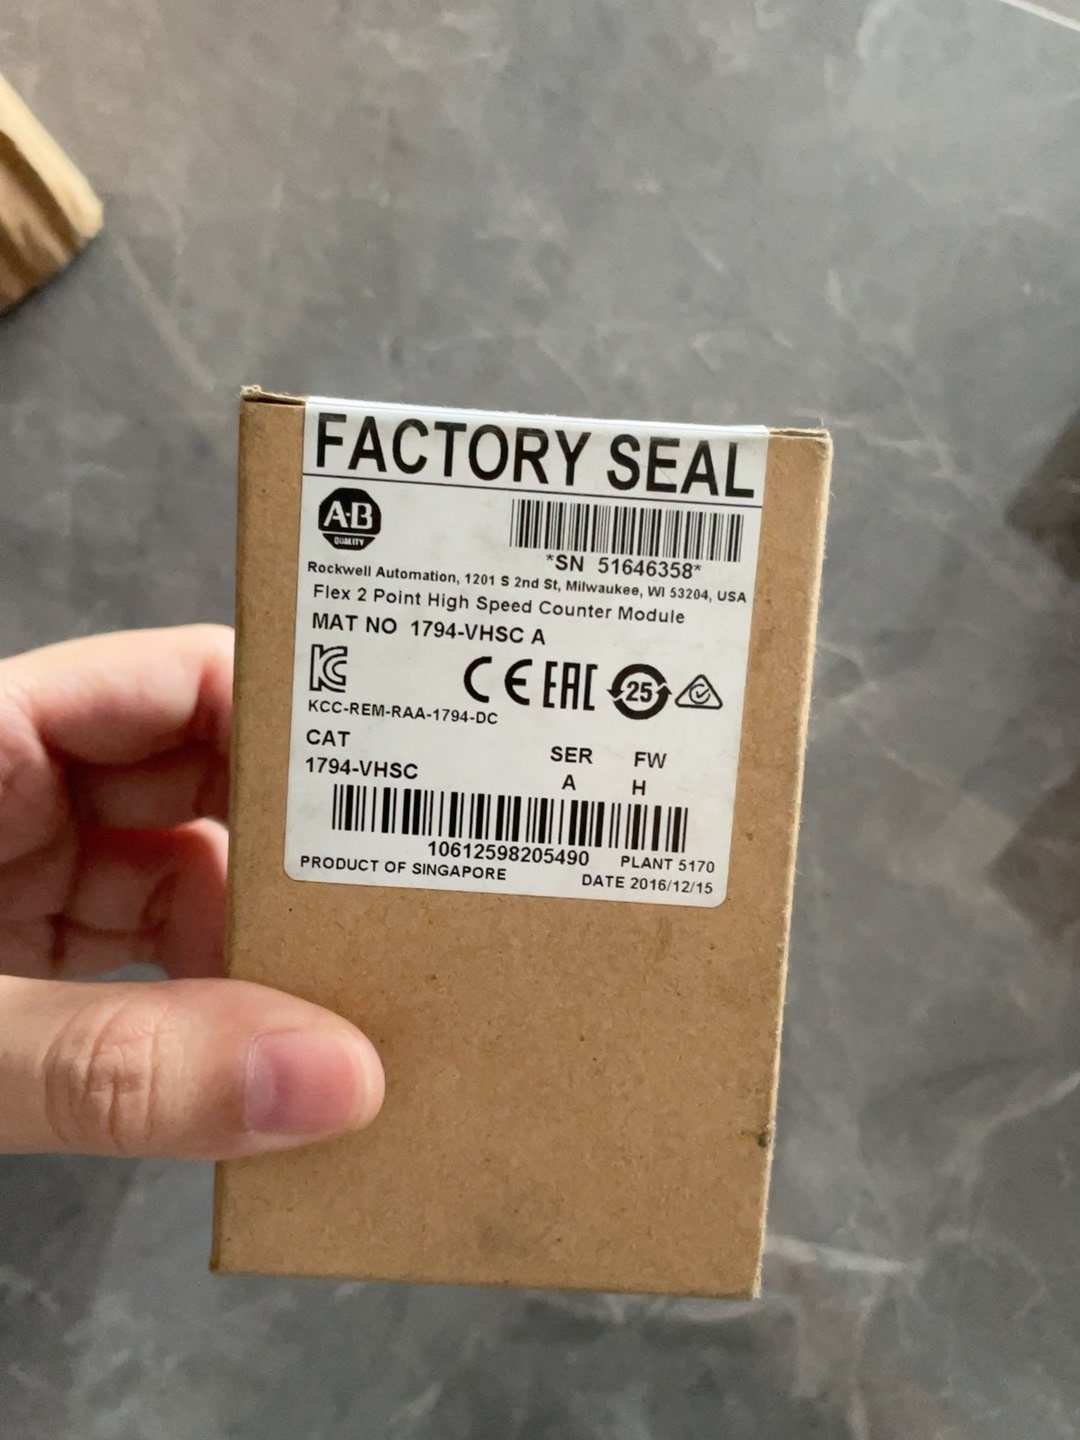 FACTORY SEAL
A-B
QUALITY
*SN 51646358*
Rockwell Automation, 1201 S 2nd St, Milwaukee, WI 53204, USA
Flex 2 Point High Speed Counter Module
MAT NO 1794-VHSC A
KC
CE EAC 25
KCC-REM-RAA-1794-DC
CAT SER FW
1794-VHSC A H
10612598205490 PLANT 5170
PRODUCT OF SINGAPORE DATE 2016/12/15